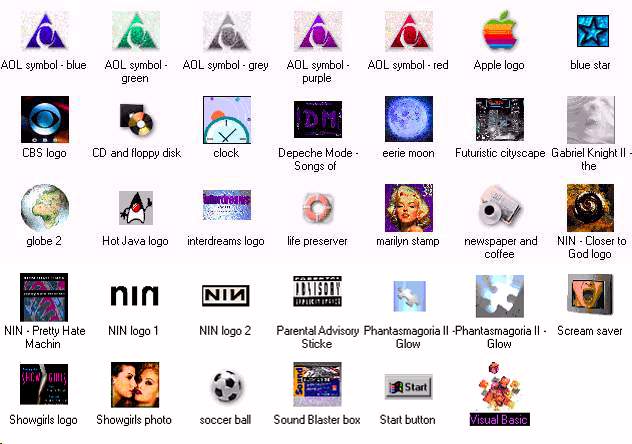 AOL symbol - blue
AOL symbol - green
AOL symbol - grey
AOL symbol - purple
AOL symbol - red
Apple logo
blue star
CBS logo
CD and floppy disk
clock
DM
Depeche Mode - Songs of
eerie moon
Futuristic cityscape
Gabriel Knight II - the
globe 2
Hot Java logo
interdreams
interdreams logo
life preserver
marilyn stamp
newspaper and coffee
NIN - Closer to God logo
NIN - Pretty Hate Machin
nin
NIN logo 1
NIN
NIN logo 2
PARENTAL
ADVISORY
EXPLICIT LYRICS
Parental Advisory Sticke
Phantasmagoria II - Glow
Phantasmagoria II - Glow
Scream saver
SHOWGIRLS
Showgirls logo
Showgirls photo
soccer ball
Sound Blaster box
Start
Start button
Visual Basic